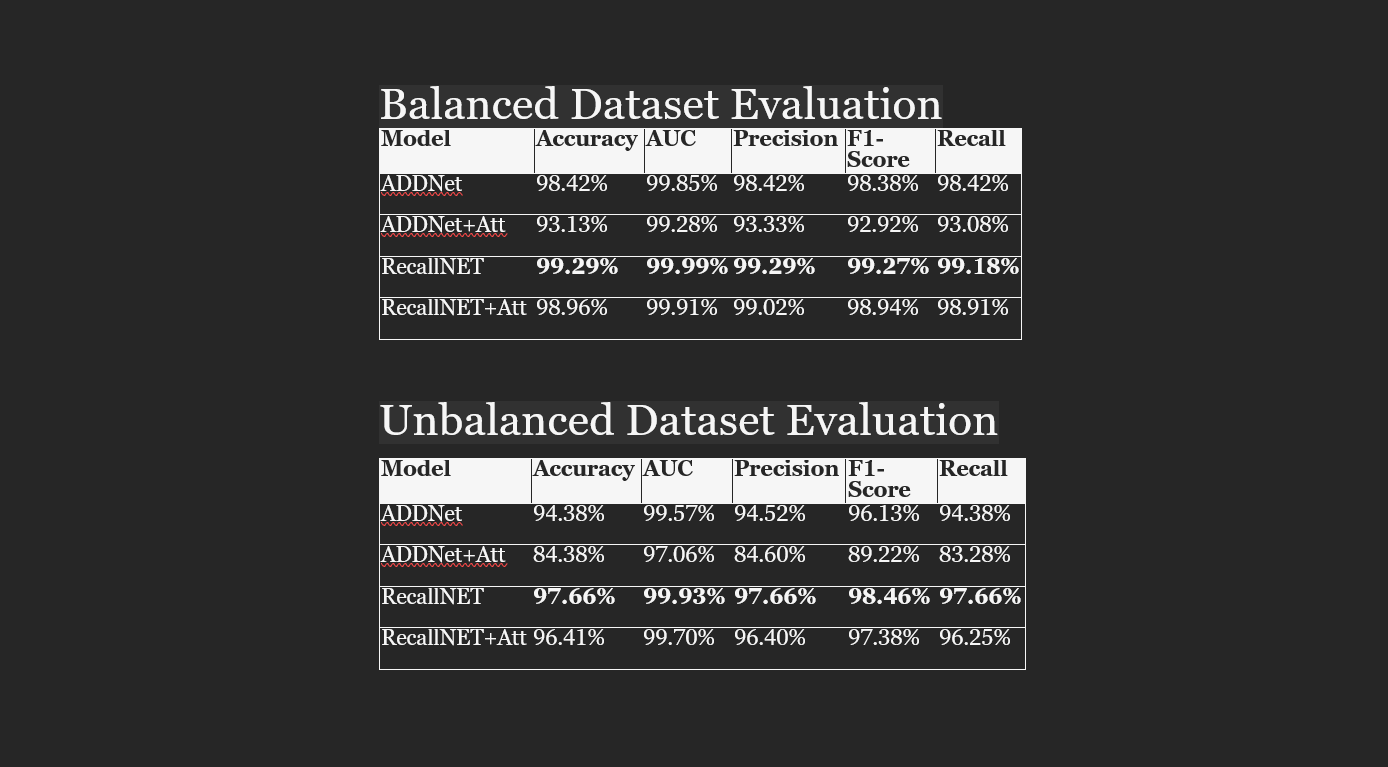 Balanced Dataset Evaluation
Model Accuracy AUC Precision F1-Score Recall
ADDNet 98.42% 99.85% 98.42% 98.38% 98.42%
ADDNet+Att 93.13% 99.28% 93.33% 92.92% 93.08%
RecallNET 99.29% 99.99% 99.29% 99.27% 99.18%
RecallNET+Att 98.96% 99.91% 99.02% 98.94% 98.91%
Unbalanced Dataset Evaluation
Model Accuracy AUC Precision F1-Score Recall
ADDNet 94.38% 99.57% 94.52% 96.13% 94.38%
ADDNet+Att 84.38% 97.06% 84.60% 89.22% 83.28%
RecallNET 97.66% 99.93% 97.66% 98.46% 97.66%
RecallNET+Att 96.41% 99.70% 96.40% 97.38% 96.25%